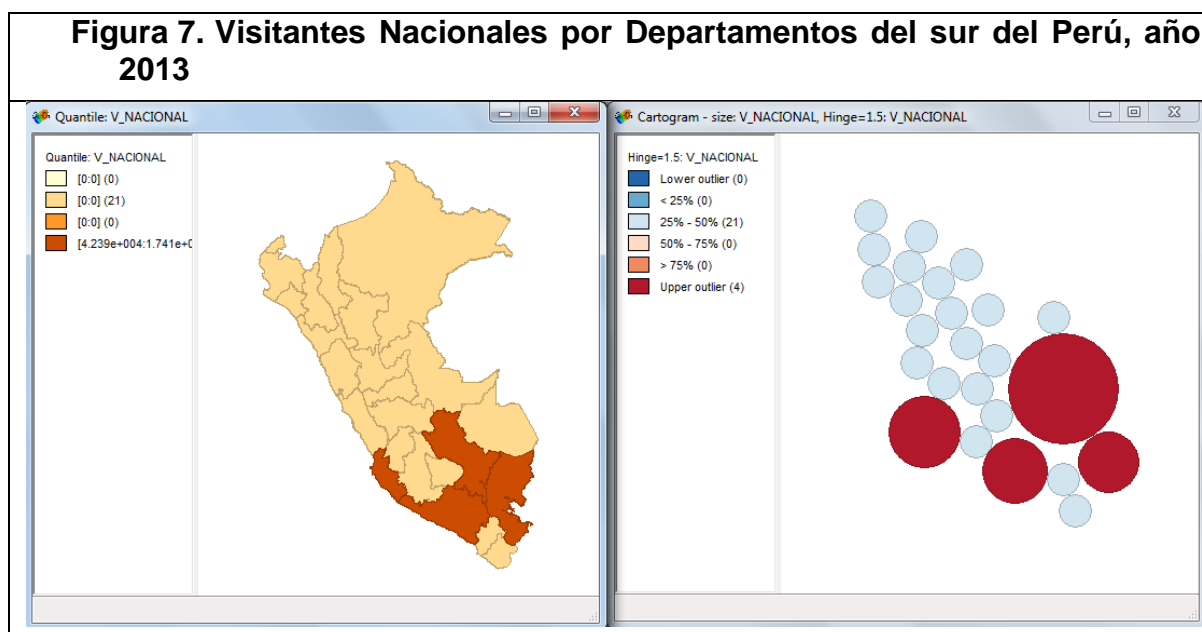 Figura 7. Visitantes Nacionales por Departamentos del sur del Perú, año
2013
Quantile: V_NACIONAL
Quantile: V_NACIONAL
[0:0] (0)
[0:0] (21)
[0:0] (0)
[4.239e+004:1.741e+0
Cartogram - size: V_NACIONAL, Hinge=1.5: V_NACIONAL
Hinge=1.5: V_NACIONAL
Lower outlier (0)
< 25% (0)
25% - 50% (21)
50% - 75% (0)
> 75% (0)
Upper outlier (4)